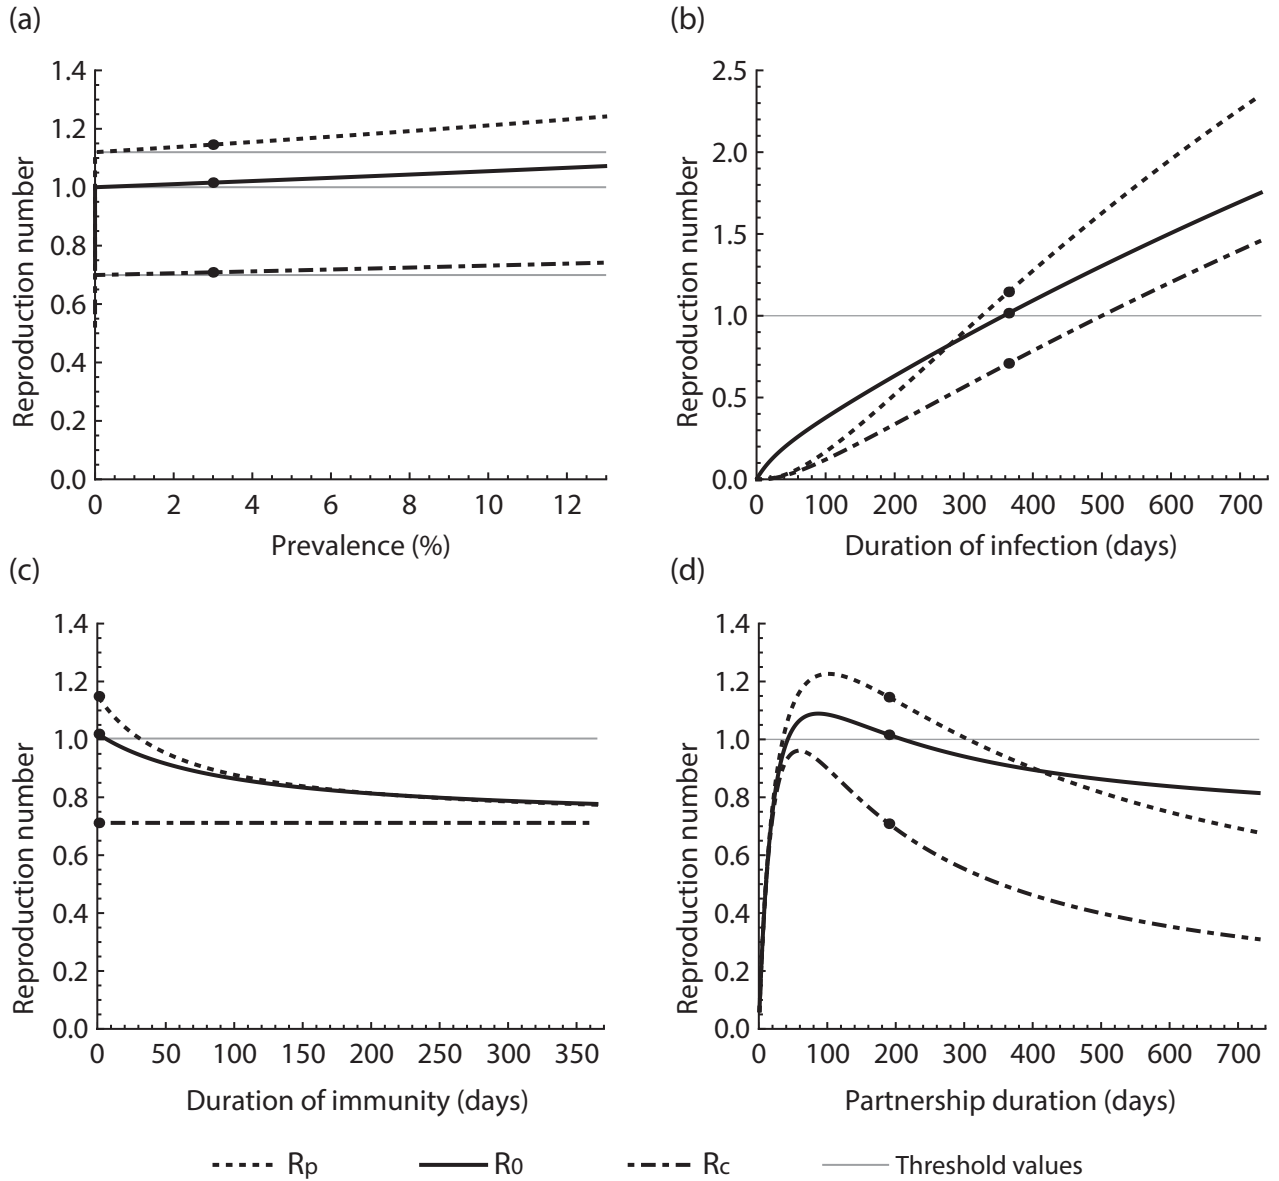 (a)
Reproduction number
1.4
1.2
1.0
0.8
0.6
0.4
0.2
0.0
0 2 4 6 8 10 12
Prevalence (%)
(b)
Reproduction number
2.5
2.0
1.5
1.0
0.5
0.0
0 100 200 300 400 500 600 700
Duration of infection (days)
(c)
Reproduction number
1.4
1.2
1.0
0.8
0.6
0.4
0.2
0.0
0 50 100 150 200 250 300 350
Duration of immunity (days)
(d)
Reproduction number
1.4
1.2
1.0
0.8
0.6
0.4
0.2
0.0
0 100 200 300 400 500 600 700
Partnership duration (days)
Rp R0 Rc Threshold values